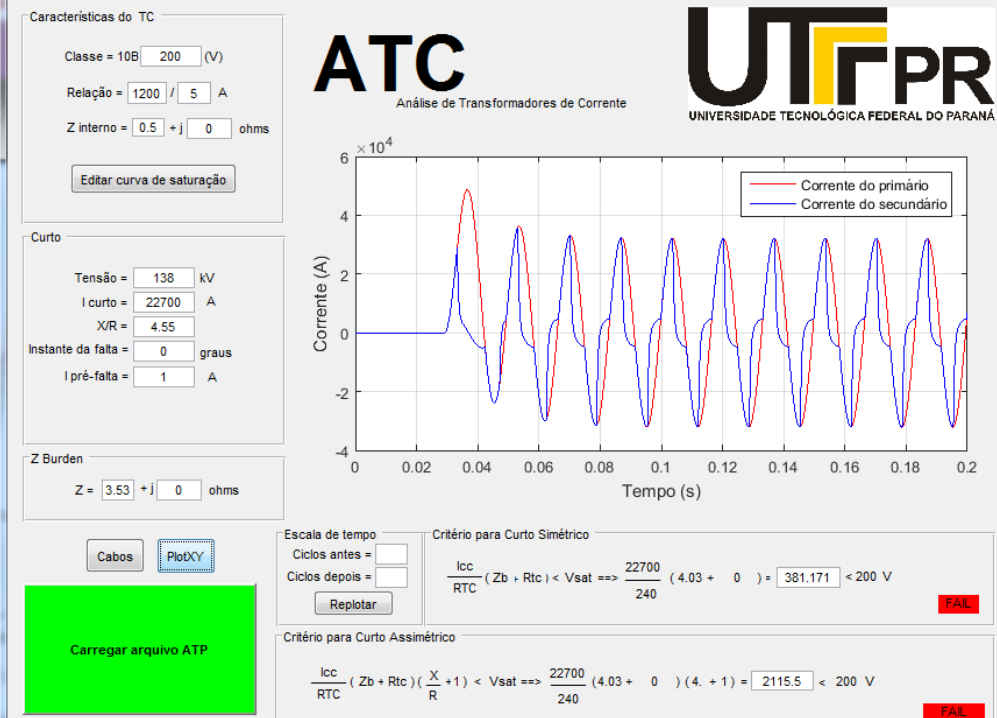 Características do TC
Classe = 10B 200 (V)
Relação = 1200 / 5 A
Z interno = 0.5 + j 0 ohms
Editar curva de saturação
Curto
Tensão = 138 kV
I curto = 22700 A
X/R = 4.55
Instante da falta = 0 graus
I pré-falta = 1 A
Z Burden
Z = 3.53 + j 0 ohms
Cabos
PlotXY
Carregar arquivo ATP
ATC
Análise de Transformadores de Corrente
UTFPR
UNIVERSIDADE TECNOLÓGICA FEDERAL DO PARANÁ
×10^4
Corrente do primário
Corrente do secundário
6
4
2
0
-2
-4
Corrente (A)
0 0.02 0.04 0.06 0.08 0.1 0.12 0.14 0.16 0.18 0.2
Tempo (s)
Escala de tempo
Ciclos antes =
Ciclos depois =
Replotar
Critério para Curto Simétrico
Icc/RTC ( Zb + Rtc ) < Vsat ==> 22700/240 ( 4.03 + 0 ) = 381.171 < 200 V
FAIL
Critério para Curto Assimétrico
Icc/RTC ( Zb + Rtc ) ( X/R +1 ) < Vsat ==> 22700/240 (4.03 + 0 ) ( 4. + 1 ) = 2115.5 < 200 V
FAIL